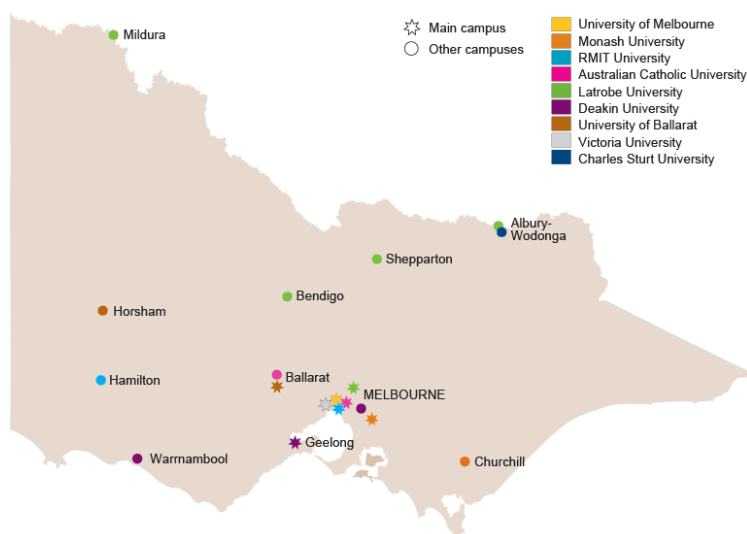 Mildura
Main campus
Other campuses
University of Melbourne
Monash University
RMIT University
Australian Catholic University
Latrobe University
Deakin University
University of Ballarat
Victoria University
Charles Sturt University
Albury-
Wodonga
Shepparton
Bendigo
Horsham
Ballarat
Hamilton
MELBOURNE
Geelong
Warrnambool
Churchill